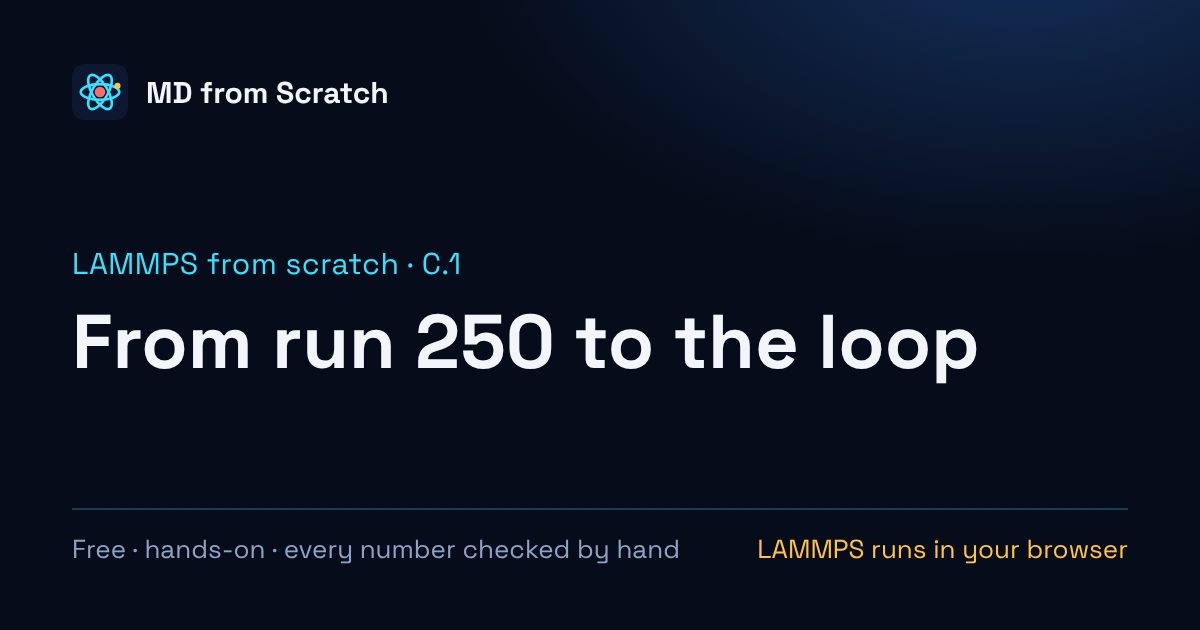 MD from Scratch
LAMMPS from scratch · C.1
From run 250 to the loop
Free · hands-on · every number checked by hand
LAMMPS runs in your browser